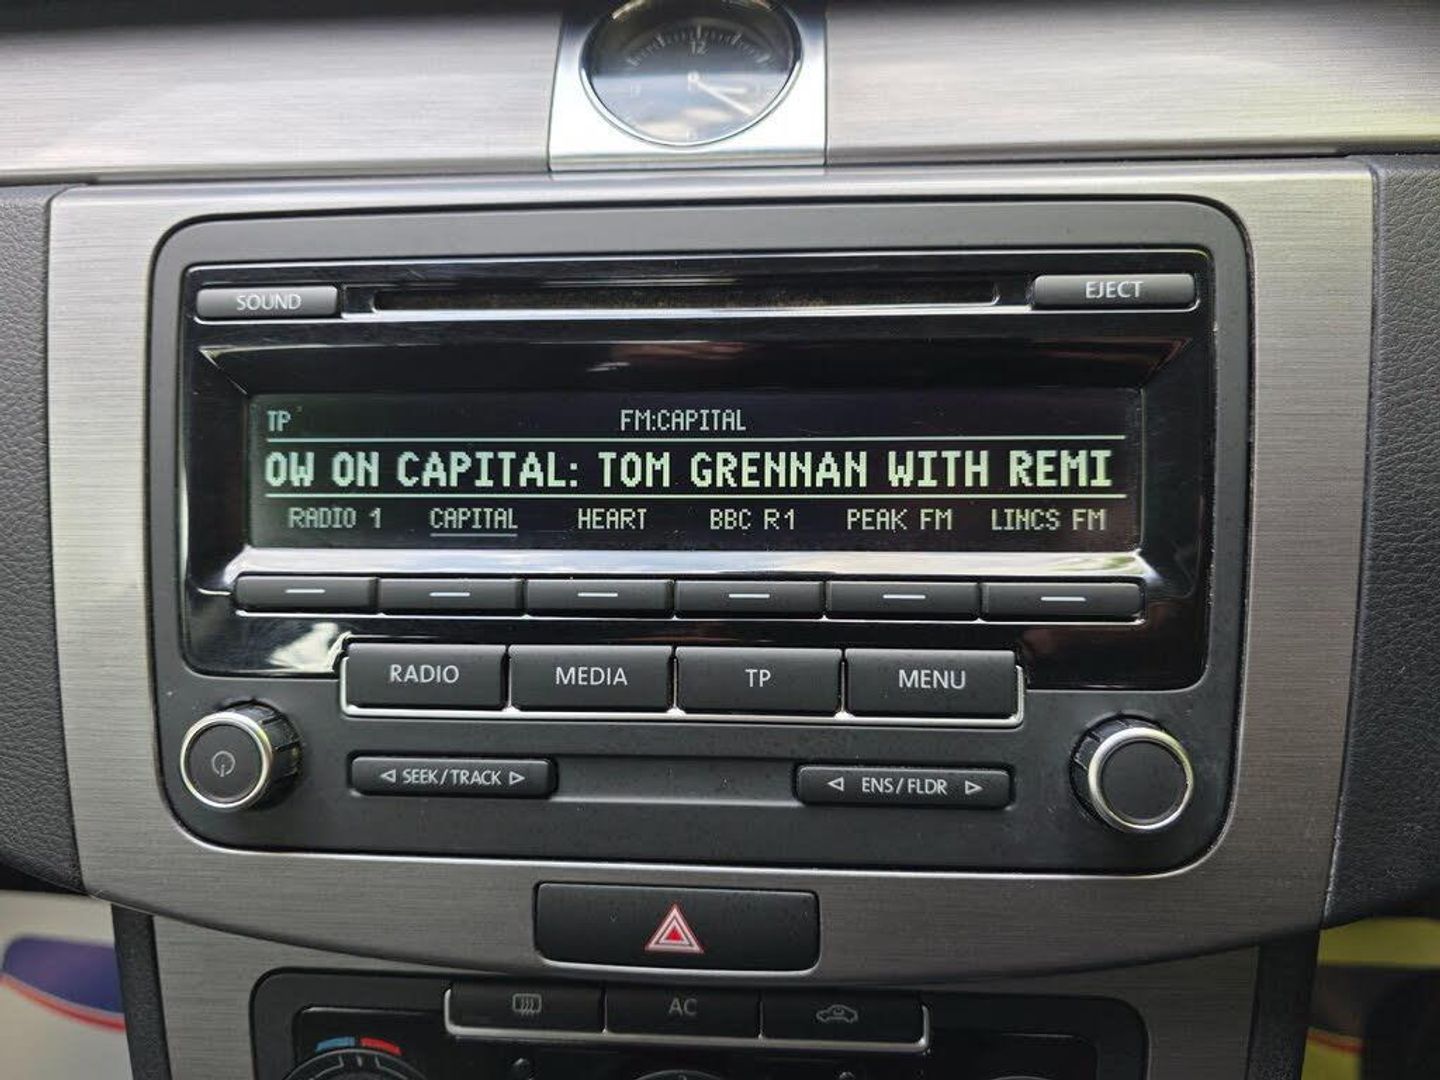 12
SOUND EJECT
TP FM:CAPITAL
OW ON CAPITAL: TOM GRENNAN WITH REMI
RADIO 1 CAPITAL HEART BBC R1 PEAK FM LINCS FM
RADIO MEDIA TP MENU
SEEK/TRACK ENS/FLDR
AC